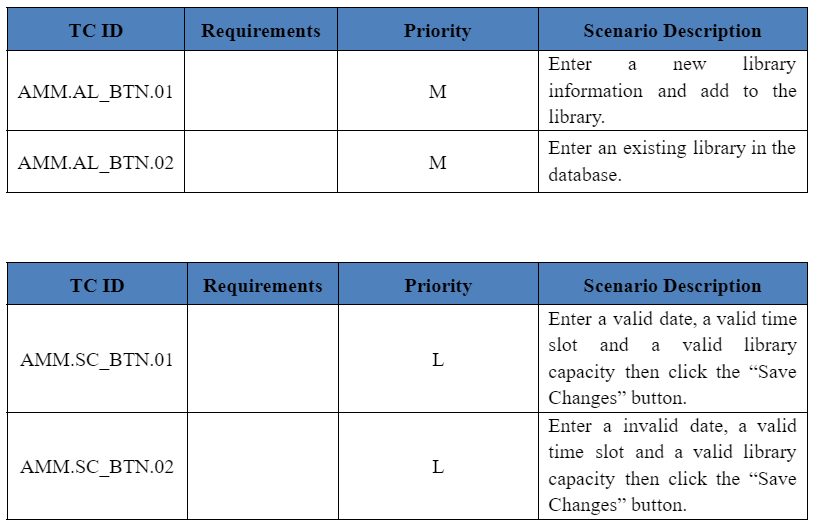 TC ID Requirements Priority Scenario Description
AMM.AL_BTN.01 M Enter a new library
information and add to the
library.
AMM.AL_BTN.02 M Enter an existing library in the
database.
TC ID Requirements Priority Scenario Description
AMM.SC_BTN.01 L Enter a valid date, a valid time
slot and a valid library
capacity then click the “Save
Changes” button.
AMM.SC_BTN.02 L Enter a invalid date, a valid
time slot and a valid library
capacity then click the “Save
Changes” button.